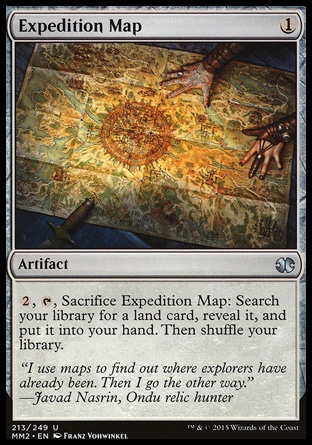 Expedition Map 1
Artifact
2, , Sacrifice Expedition Map: Search
your library for a land card, reveal it, and
put it into your hand. Then shuffle your
library.
“I use maps to find out where explorers
have already been. Then I go the other way.”
—Javad Nasrin, Ondu relic hunter
213/249 U
MM2 • EN Franz Vohwinkel ™ & © 2015 Wizards of the Coast